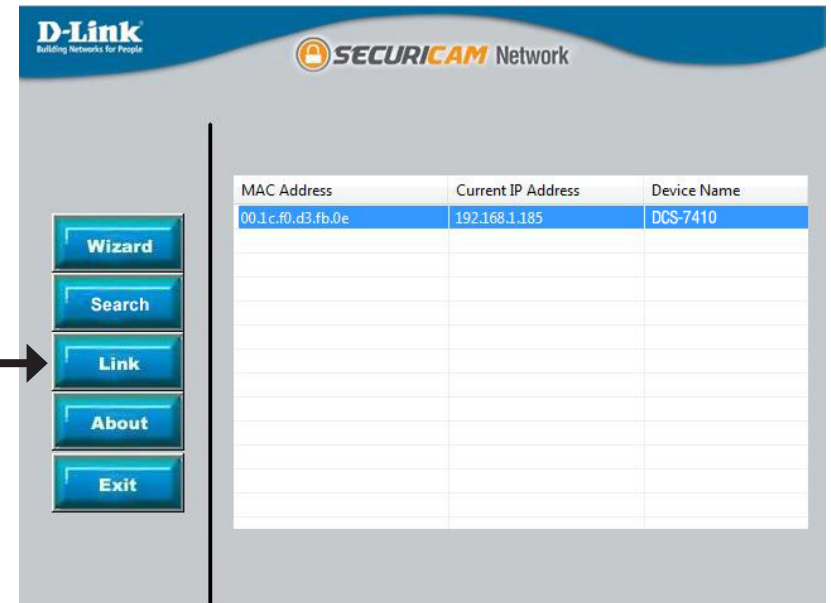 D-Link
Building Networks for People
SECURICAM Network
MAC Address Current IP Address Device Name
00.1c.f0.d3.fb.0e 192.168.1.185 DCS-7410
Wizard
Search
Link
About
Exit